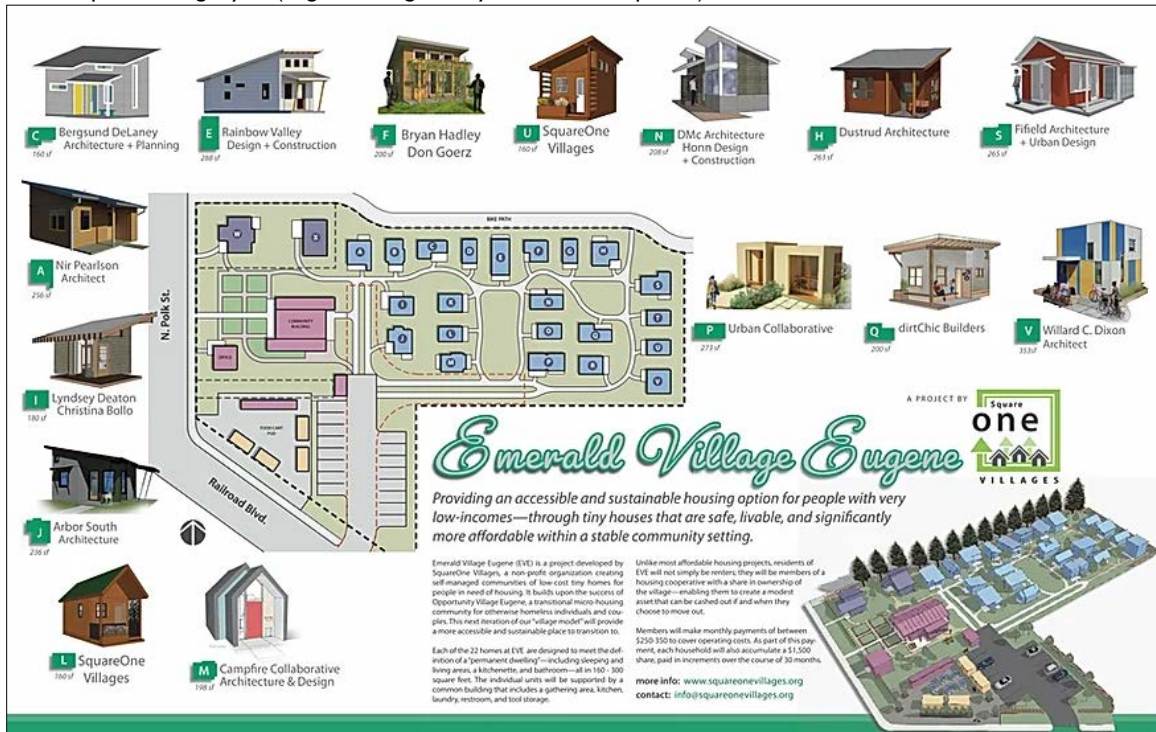 C
Bergsund DeLaney
Architecture + Planning
160 sf
E
Rainbow Valley
Design + Construction
288 sf
F
Bryan Hadley
Don Goerz
200 sf
U
SquareOne
Villages
160 sf
N
DMc Architecture
Honn Design
+ Construction
208 sf
H
Dustrud Architecture
263 sf
S
Fifield Architecture
+ Urban Design
265 sf
A
Nir Pearlson
Architect
256 sf
I
Lyndsey Deaton
Christina Bollo
180 sf
J
Arbor South
Architecture
236 sf
L
SquareOne
Villages
160 sf
M
Campfire Collaborative
Architecture & Design
198 sf
N. Polk St.
Railroad Blvd.
BIKE PATH
COMMUNITY
BUILDING
OFFICE
FOOD CART
POD
P
Urban Collaborative
273 sf
Q
dirtChic Builders
200 sf
V
Willard C. Dixon
Architect
353 sf
A PROJECT BY
Square
one
VILLAGES
Emerald Village Eugene
Providing an accessible and sustainable housing option for people with very
low-incomes—through tiny houses that are safe, livable, and significantly
more affordable within a stable community setting.
Emerald Village Eugene (EVE) is a project developed by
SquareOne Villages, a non-profit organization creating
self-managed communities of low-cost tiny homes for
people in need of housing. It builds upon the success of
Opportunity Village Eugene, a transitional micro-housing
community for otherwise homeless individuals and cou-
ples. This next iteration of our "village model" will provide
a more accessible and sustainable place to transition to.
Each of the 22 homes at EVE are designed to meet the def-
inition of a "permanent dwelling"—including sleeping and
living areas, a kitchenette, and bathroom—all in 160 - 300
square feet. The individual units will be supported by a
common building that includes a gathering area, kitchen,
laundry, restroom, and tool storage.
Unlike most affordable housing projects, residents of
EVE will not simply be renters; they will be members of a
housing cooperative with a share in ownership of
the village—enabling them to create a modest
asset that can be cashed out if and when they
choose to move out.
Members will make monthly payments of between
$250-350 to cover operating costs. As part of this pay-
ment, each household will also accumulate a $1,500
share, paid in increments over the course of 30 months.
more info: www.squareonevillages.org
contact: info@squareonevillages.org